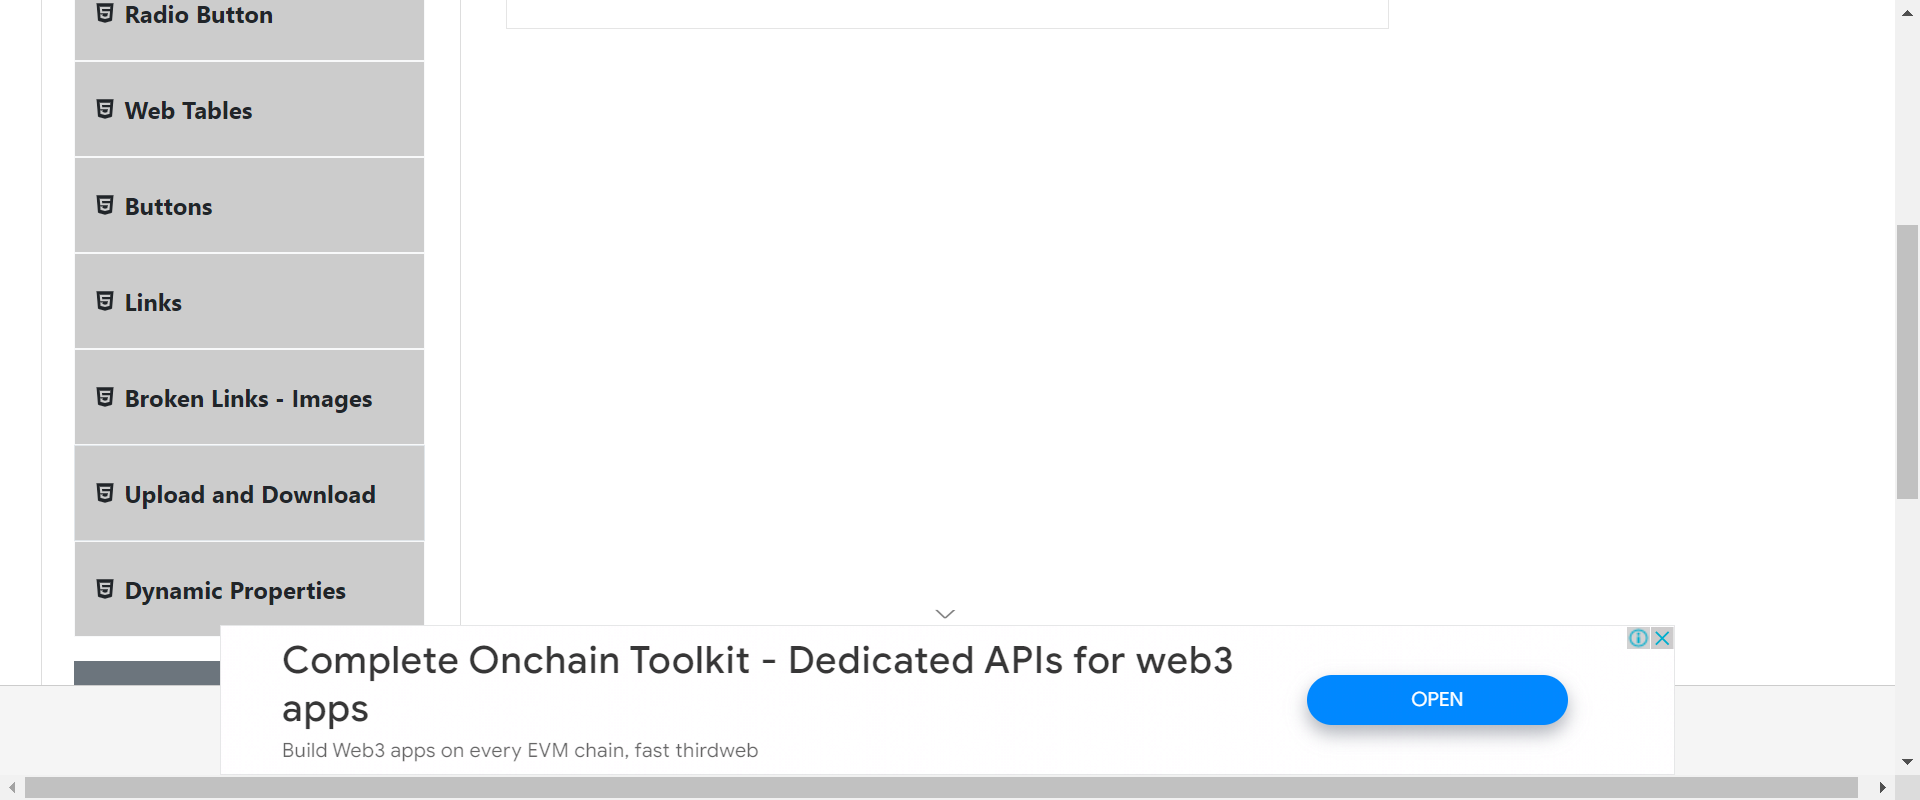 Radio Button
Web Tables
Buttons
Links
Broken Links - Images
Upload and Download
Dynamic Properties
Complete Onchain Toolkit - Dedicated APIs for web3
apps
Build Web3 apps on every EVM chain, fast thirdweb
OPEN